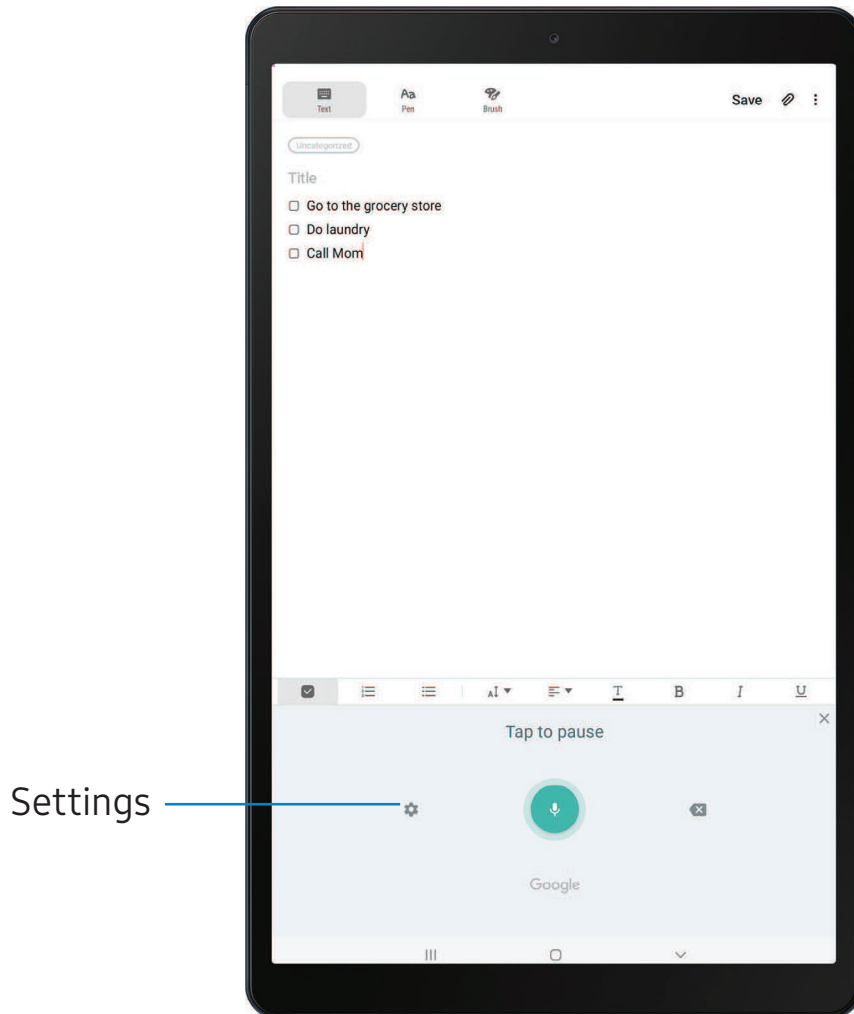 Text
Aa
Pen
Brush
Save
Uncategorized
Title
Go to the grocery store
Do laundry
Call Mom
A
T
B
I
U
Tap to pause
Settings
Google